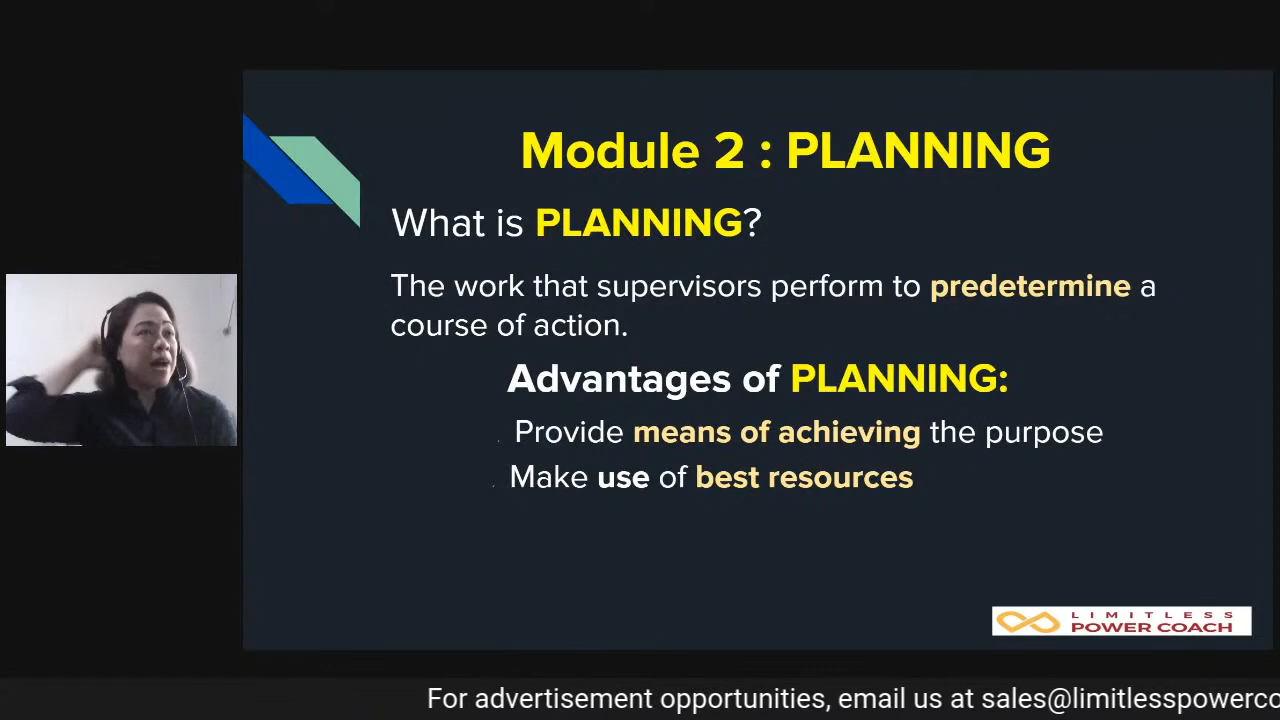 Module 2 : PLANNING
What is PLANNING?
The work that supervisors perform to predetermine a
course of action.
Advantages of PLANNING:
Provide means of achieving the purpose
Make use of best resources
LIMITLESS
POWER COACH
For advertisement opportunities, email us at sales@limitlesspowerco